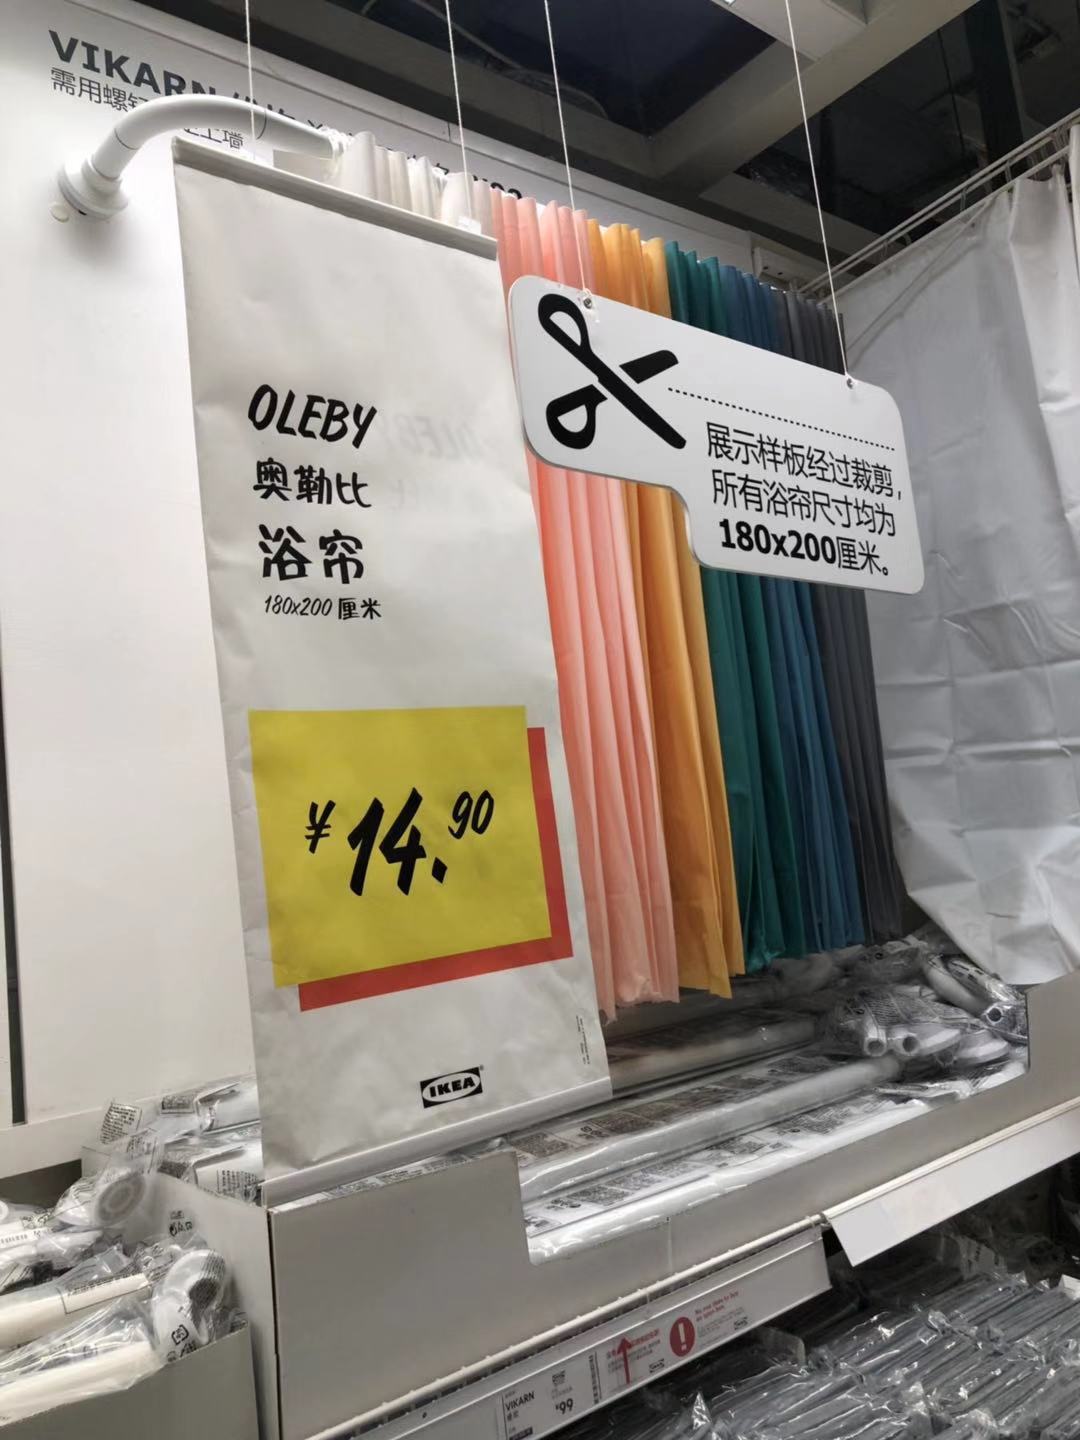 VIKARN
需用螺
OLEBY
奥勒比
浴帘
180x200 厘米
¥14.90
IKEA
展示样板经过裁剪，
所有浴帘尺寸均为
180x200厘米。
VIKARN
¥99